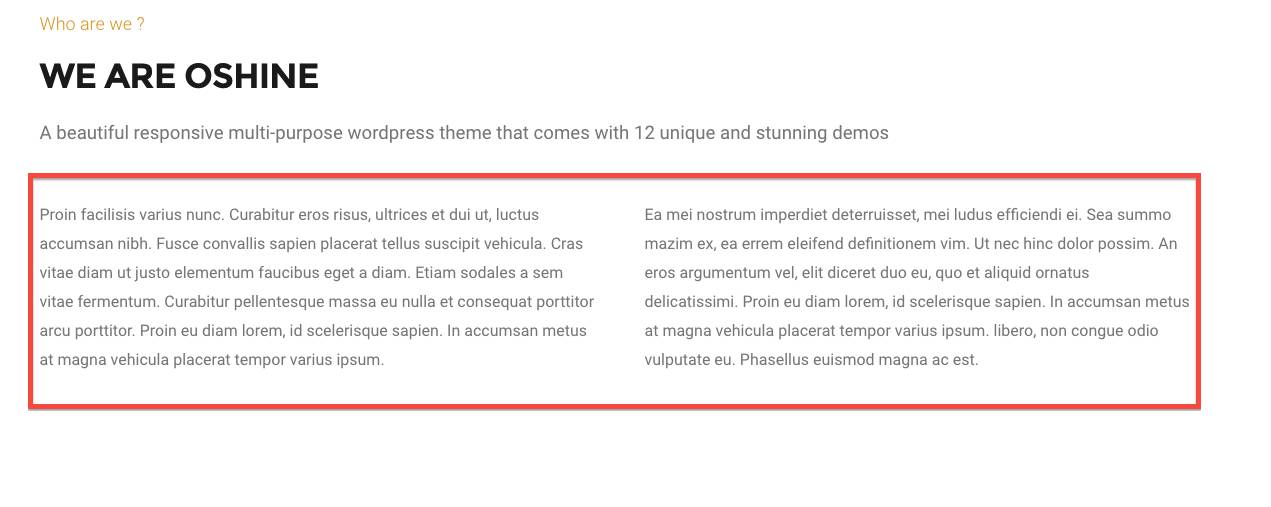 Who are we ?
WE ARE OSHINE
A beautiful responsive multi-purpose wordpress theme that comes with 12 unique and stunning demos
Proin facilisis varius nunc. Curabitur eros risus, ultrices et dui ut, luctus
accumsan nibh. Fusce convallis sapien placerat tellus suscipit vehicula. Cras
vitae diam ut justo elementum faucibus eget a diam. Etiam sodales a sem
vitae fermentum. Curabitur pellentesque massa eu nulla et consequat porttitor
arcu porttitor. Proin eu diam lorem, id scelerisque sapien. In accumsan metus
at magna vehicula placerat tempor varius ipsum.
Ea mei nostrum imperdiet deterruisset, mei ludus efficiendi ei. Sea summo
mazim ex, ea errem eleifend definitionem vim. Ut nec hinc dolor possim. An
eros argumentum vel, elit diceret duo eu, quo et aliquid ornatus
delicatissimi. Proin eu diam lorem, id scelerisque sapien. In accumsan metus
at magna vehicula placerat tempor varius ipsum. libero, non congue odio
vulputate eu. Phasellus euismod magna ac est.